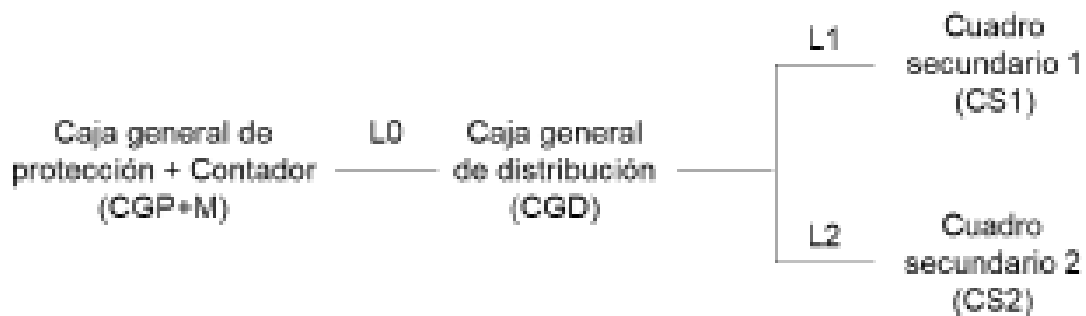 Caja general de
protección + Contador
(CGP+M)
L0
Caja general
de distribución
(CGD)
L1
Cuadro
secundario 1
(CS1)
L2
Cuadro
secundario 2
(CS2)